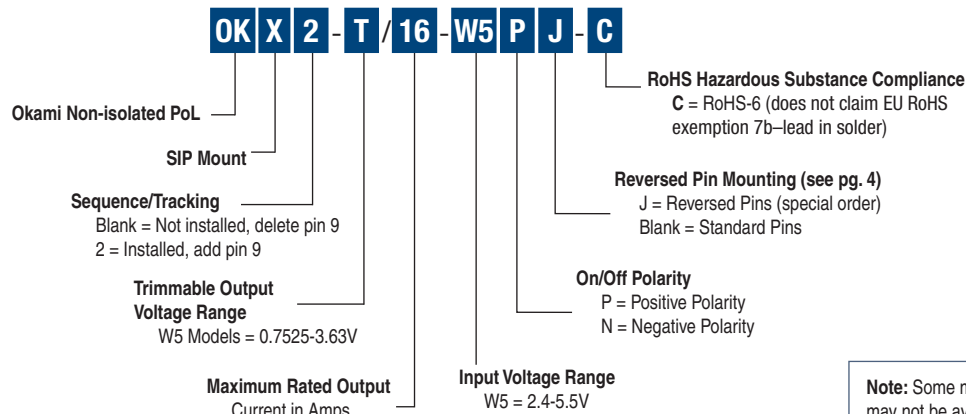 OK X 2 - T / 16 - W5 P J - C
RoHS Hazardous Substance Compliance
C = RoHS-6 (does not claim EU RoHS
exemption 7b–lead in solder)
Okami Non-isolated PoL
SIP Mount
Reversed Pin Mounting (see pg. 4)
J = Reversed Pins (special order)
Blank = Standard Pins
Sequence/Tracking
Blank = Not installed, delete pin 9
2 = Installed, add pin 9
On/Off Polarity
P = Positive Polarity
N = Negative Polarity
Trimmable Output
Voltage Range
W5 Models = 0.7525-3.63V
Input Voltage Range
W5 = 2.4-5.5V
Maximum Rated Output
Current in Amps
Note: Some m
may not be av